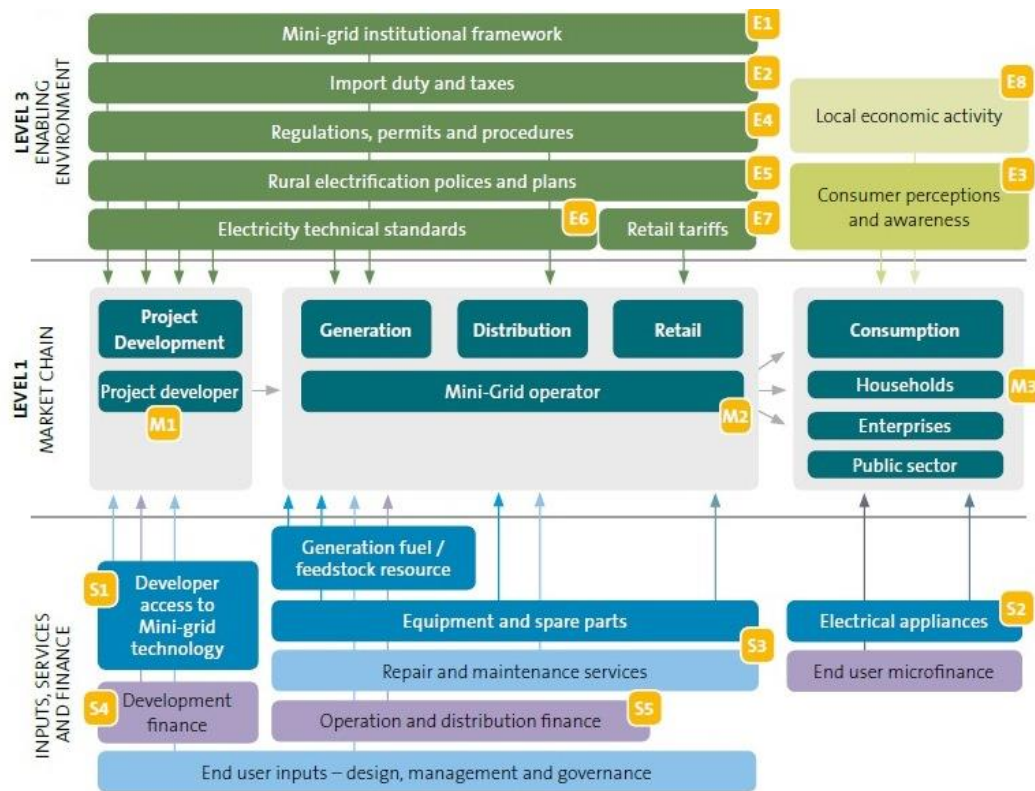 LEVEL 3
ENABLING
ENVIRONMENT
Mini-grid institutional framework
E1
Import duty and taxes
E2
Regulations, permits and procedures
E4
Rural electrification polices and plans
E5
Electricity technical standards
E6
Retail tariffs
E7
E8
Local economic activity
E3
Consumer perceptions
and awareness
LEVEL 1
MARKET CHAIN
Project
Development
Project developer
M1
Generation
Distribution
Retail
Mini-Grid operator
M2
Consumption
Households
M3
Enterprises
Public sector
INPUTS, SERVICES
AND FINANCE
S1
Developer
access to
Mini-grid
technology
S4
Development
finance
Generation fuel /
feedstock resource
Equipment and spare parts
S3
Repair and maintenance services
Operation and distribution finance
S5
End user inputs – design, management and governance
S2
Electrical appliances
End user microfinance